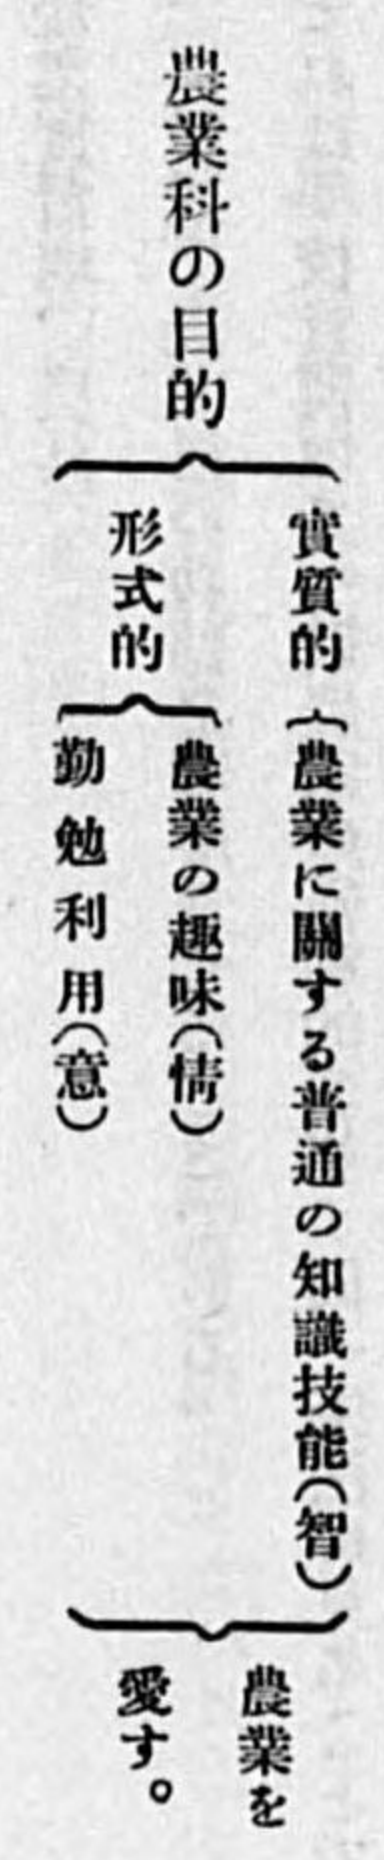 農業科の目的
實質的
農業に關する普通の知識技能(智)
形式的
農業の趣味(情)
勤勉利用(意)
農業を
愛す。